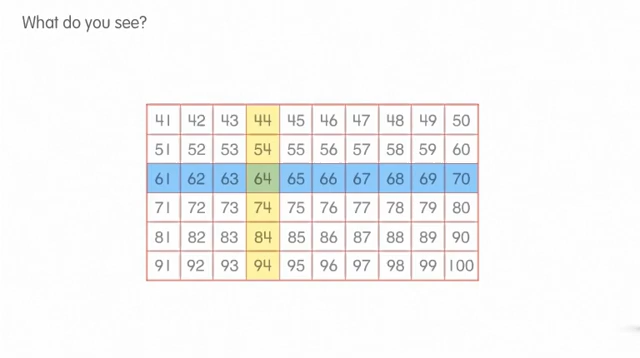 What do you see?
41 42 43 44 45 46 47 48 49 50
51 52 53 54 55 56 57 58 59 60
61 62 63 64 65 66 67 68 69 70
71 72 73 74 75 76 77 78 79 80
81 82 83 84 85 86 87 88 89 90
91 92 93 94 95 96 97 98 99 100